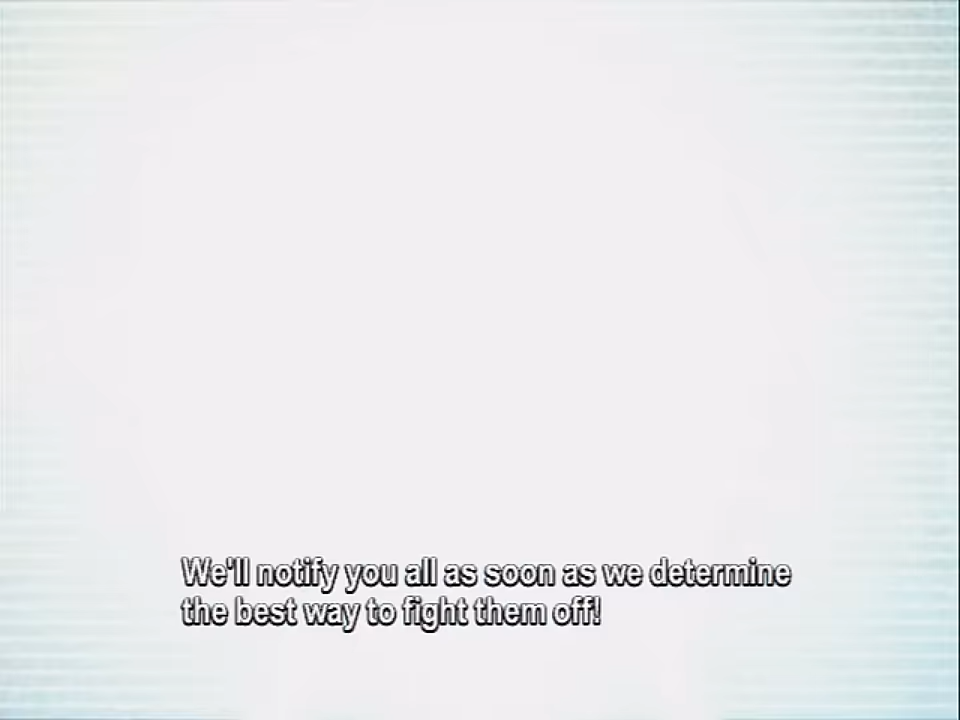 We'll notify you all as soon as we determine
the best way to fight them off!